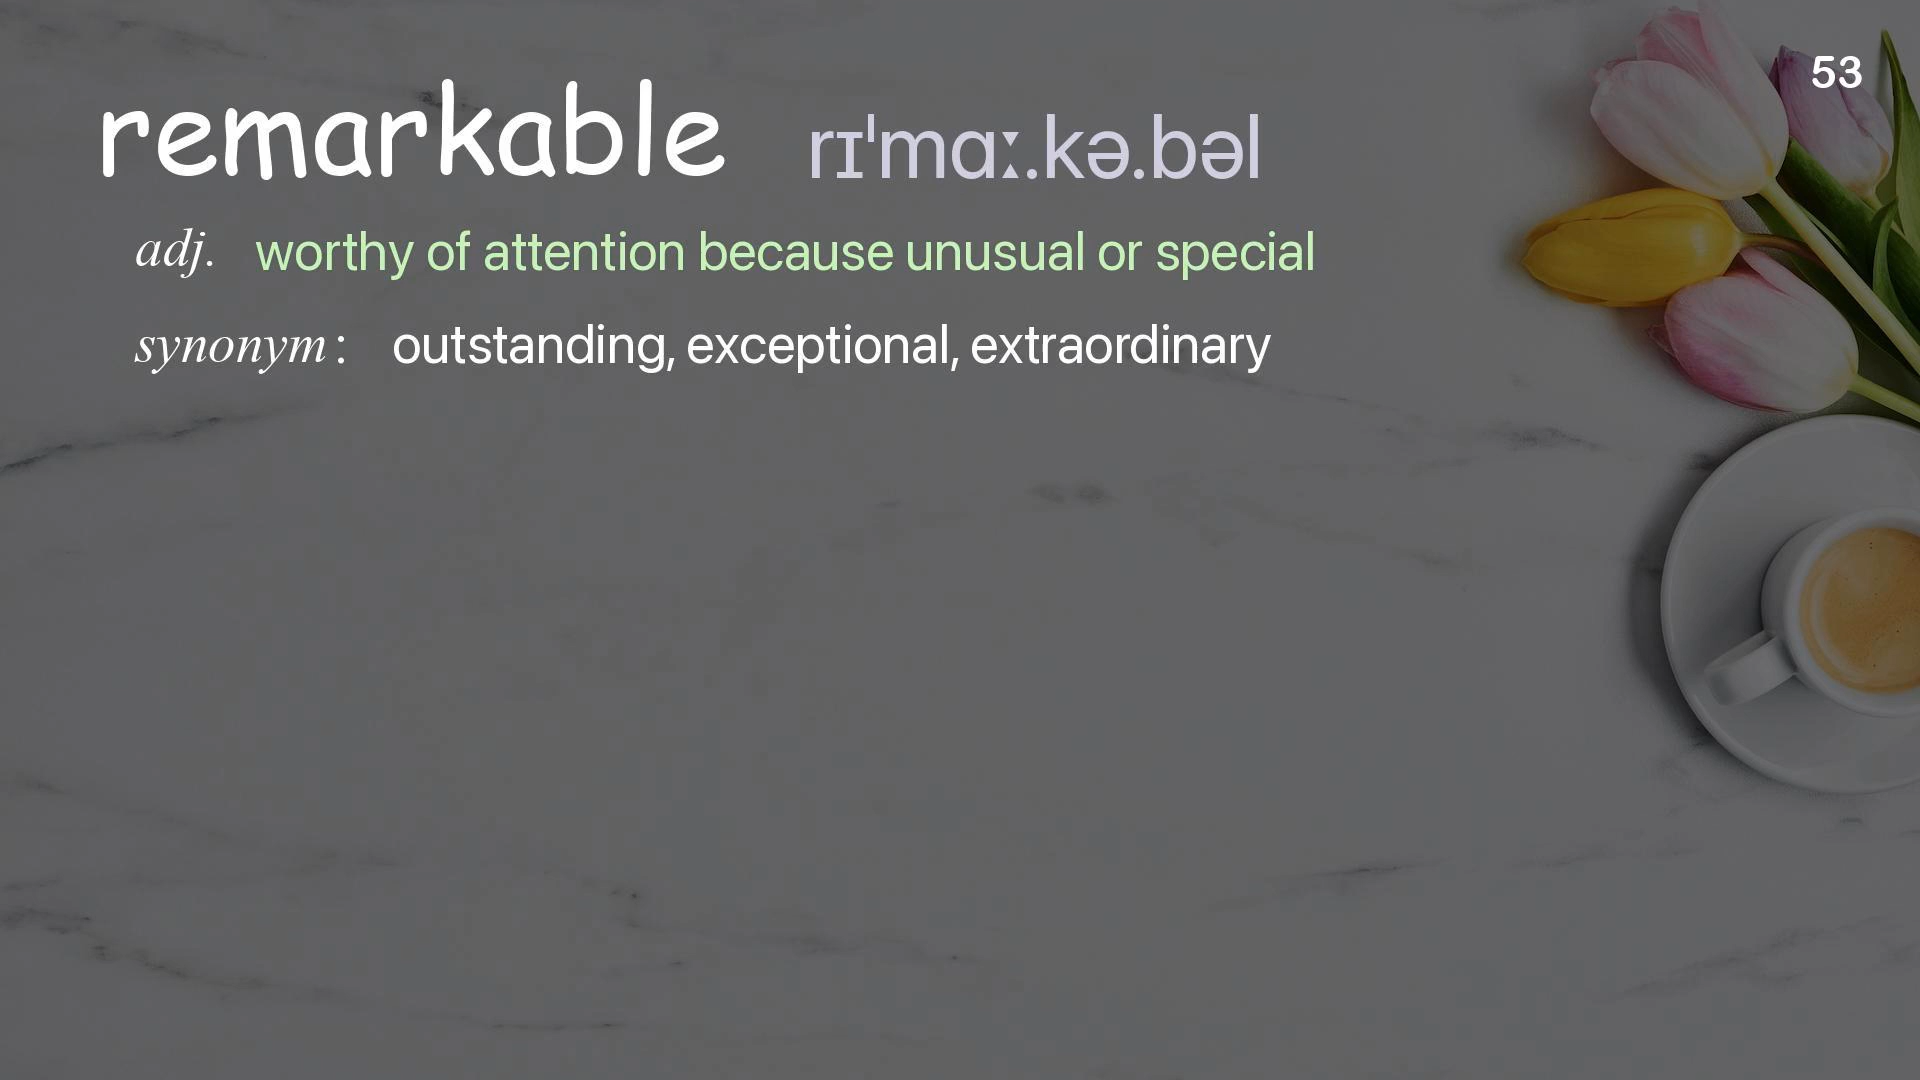 53
remarkable rɪˈmɑː.kə.bəl
adj. worthy of attention because unusual or special
synonym : outstanding, exceptional, extraordinary